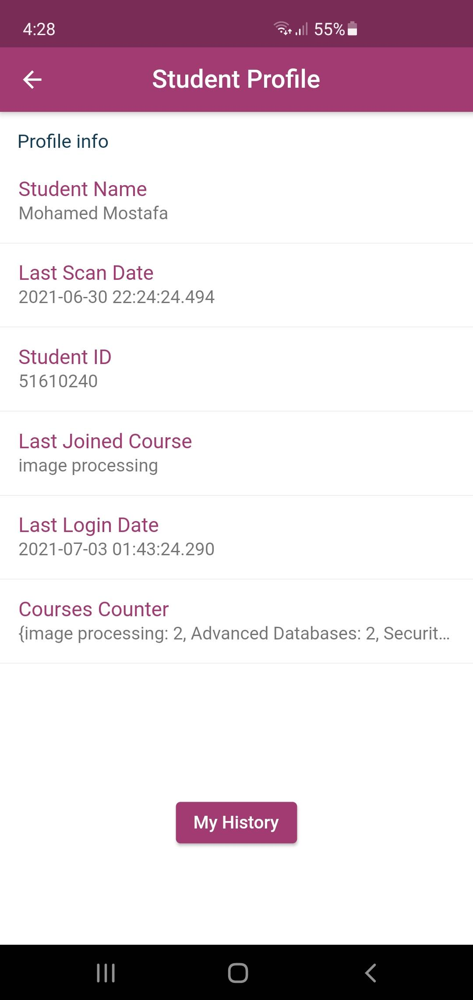 4:28
55%
Student Profile
Profile info
Student Name
Mohamed Mostafa
Last Scan Date
2021-06-30 22:24:24.494
Student ID
51610240
Last Joined Course
image processing
Last Login Date
2021-07-03 01:43:24.290
Courses Counter
{image processing: 2, Advanced Databases: 2, Securit...
My History